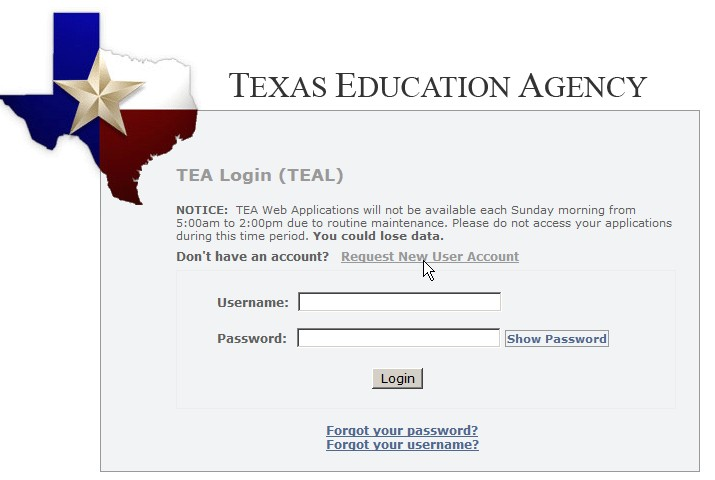 TEXAS EDUCATION AGENCY
TEA Login (TEAL)
NOTICE: TEA Web Applications will not be available each Sunday morning from
5:00am to 2:00pm due to routine maintenance. Please do not access your applications
during this time period. You could lose data.
Don't have an account? Request New User Account
Username:
Password: Show Password
Login
Forgot your password?
Forgot your username?